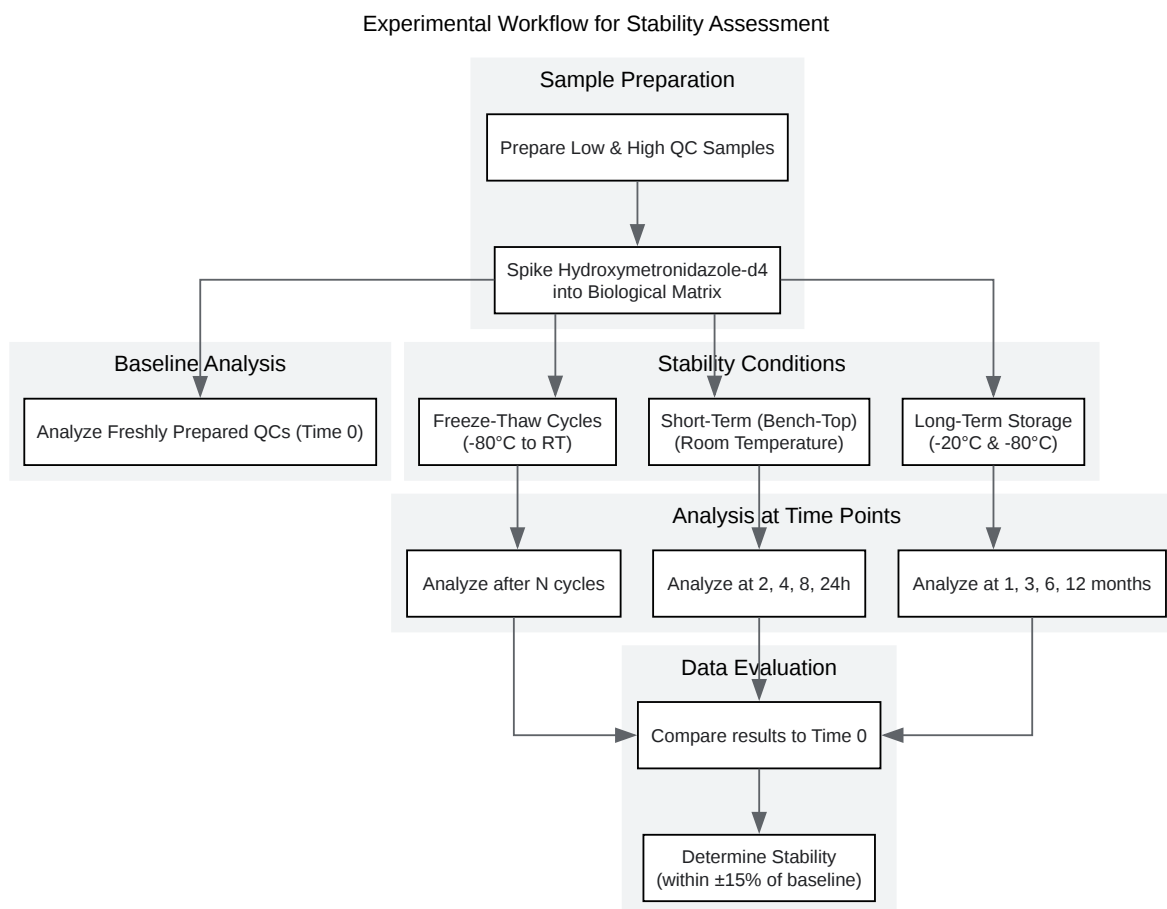 Experimental Workflow for Stability Assessment
Sample Preparation
Prepare Low & High QC Samples
Spike Hydroxymetronidazole-d4
into Biological Matrix
Baseline Analysis
Analyze Freshly Prepared QCs (Time 0)
Stability Conditions
Freeze-Thaw Cycles
(-80°C to RT)
Short-Term (Bench-Top)
(Room Temperature)
Long-Term Storage
(-20°C & -80°C)
Analysis at Time Points
Analyze after N cycles
Analyze at 2, 4, 8, 24h
Analyze at 1, 3, 6, 12 months
Data Evaluation
Compare results to Time 0
Determine Stability
(within ±15% of baseline)